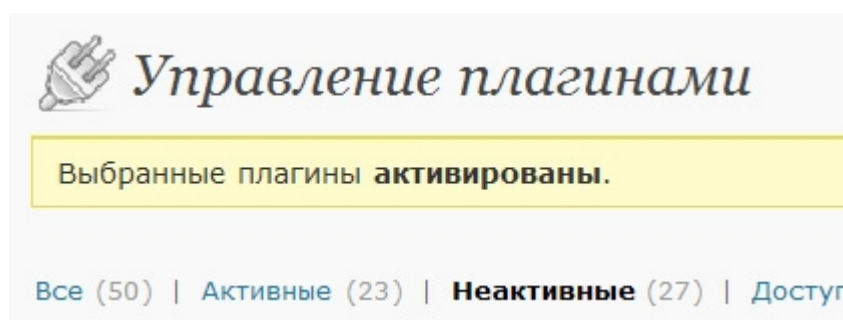 Управление плагинами
Выбранные плагины активированы.
Все (50) | Активные (23) | Неактивные (27) |